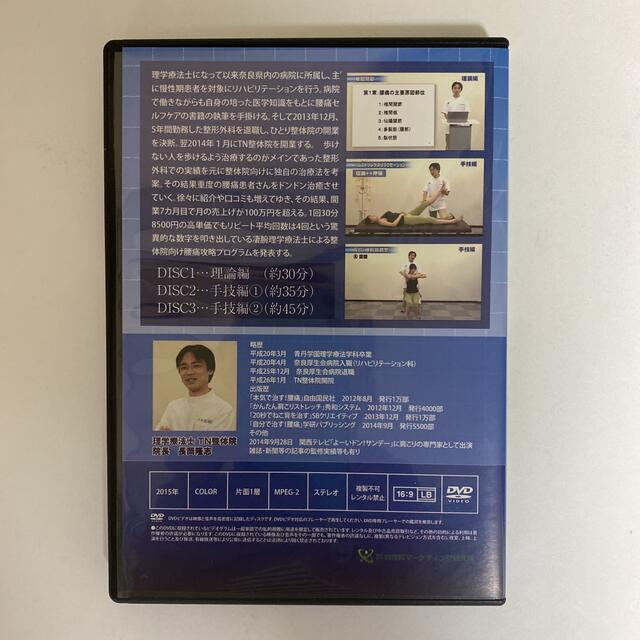 理学療法士になって以来奈良県内の病院に所属し、主
に慢性期患者を対象にリハビリテーションを行う。病院
で働きながらも自身の培った医学知識をもとに腰痛セ
ルフケアの書籍の執筆を手掛ける。そして2013年12月、
5年間勤務した整形外科を退職し、ひとり整体院の開業
を決断。翌2014年1月にTN整体院を開業する。 歩け
ない人を歩けるよう治療するのがメインであった整形
外科での実績を元に整体院向けに独自の治療法を考
案。その結果重度の腰痛患者さんをドンドン治癒させ
ていく。徐々に紹介や口コミも増えてゆき、その結果、開
業7カ月目で月の売上げが100万円を超える。1回30分
8500円の高単価でもリピート平均回数は4回という驚
異的な数字を叩き出している凄腕理学療法士による整
体院向け腰痛攻略プログラムを発表する。
DISC1…理論編 (約30分)
DISC2…手技編①(約35分)
DISC3…手技編②(約45分)
理論編
第1章:腰痛の主要原因部位
1:椎間関節
2:椎間板
3:仙腸関節
4:多裂筋(腰部)
5:梨状筋
手技編
手技編
略歴
平成20年3月 青丹学園理学療法学科卒業
平成20年4月 奈良厚生会病院入職(リハビリテーション科)
平成25年12月 奈良厚生会病院退職
平成26年1月 TN整体院開院
出版歴
「本気で治す!腰痛」自由国民社 2012年8月 発行1万部
「かんたん肩こりストレッチ」秀和システム 2012年12月 発行4000部
「20秒でねこ背を治す」SBクリエイティブ 2013年12月 発行1万部
「自分で治す!腰痛」学研パブリッシング 2014年9月 発行5500部
その他
2014年9月28日 関西テレビ「よ~いドン!サンデー」に肩こりの専門家として出演
雑誌・新聞等の記事の監修実績等も有り
理学療法士 TN整体院
院長 長岡隆志
2015年 COLOR 片面1層 MPEG-2 ステレオ 複製不可 レンタル禁止 16:9 LB DVD VIDEO